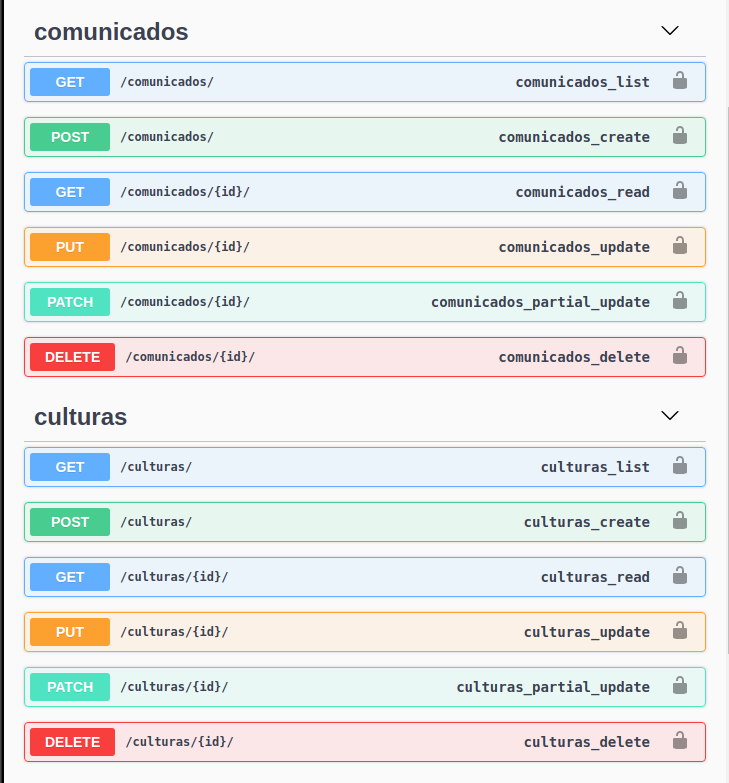 comunicados
GET /comunicados/ comunicados_list
POST /comunicados/ comunicados_create
GET /comunicados/{id}/ comunicados_read
PUT /comunicados/{id}/ comunicados_update
PATCH /comunicados/{id}/ comunicados_partial_update
DELETE /comunicados/{id}/ comunicados_delete
culturas
GET /culturas/ culturas_list
POST /culturas/ culturas_create
GET /culturas/{id}/ culturas_read
PUT /culturas/{id}/ culturas_update
PATCH /culturas/{id}/ culturas_partial_update
DELETE /culturas/{id}/ culturas_delete